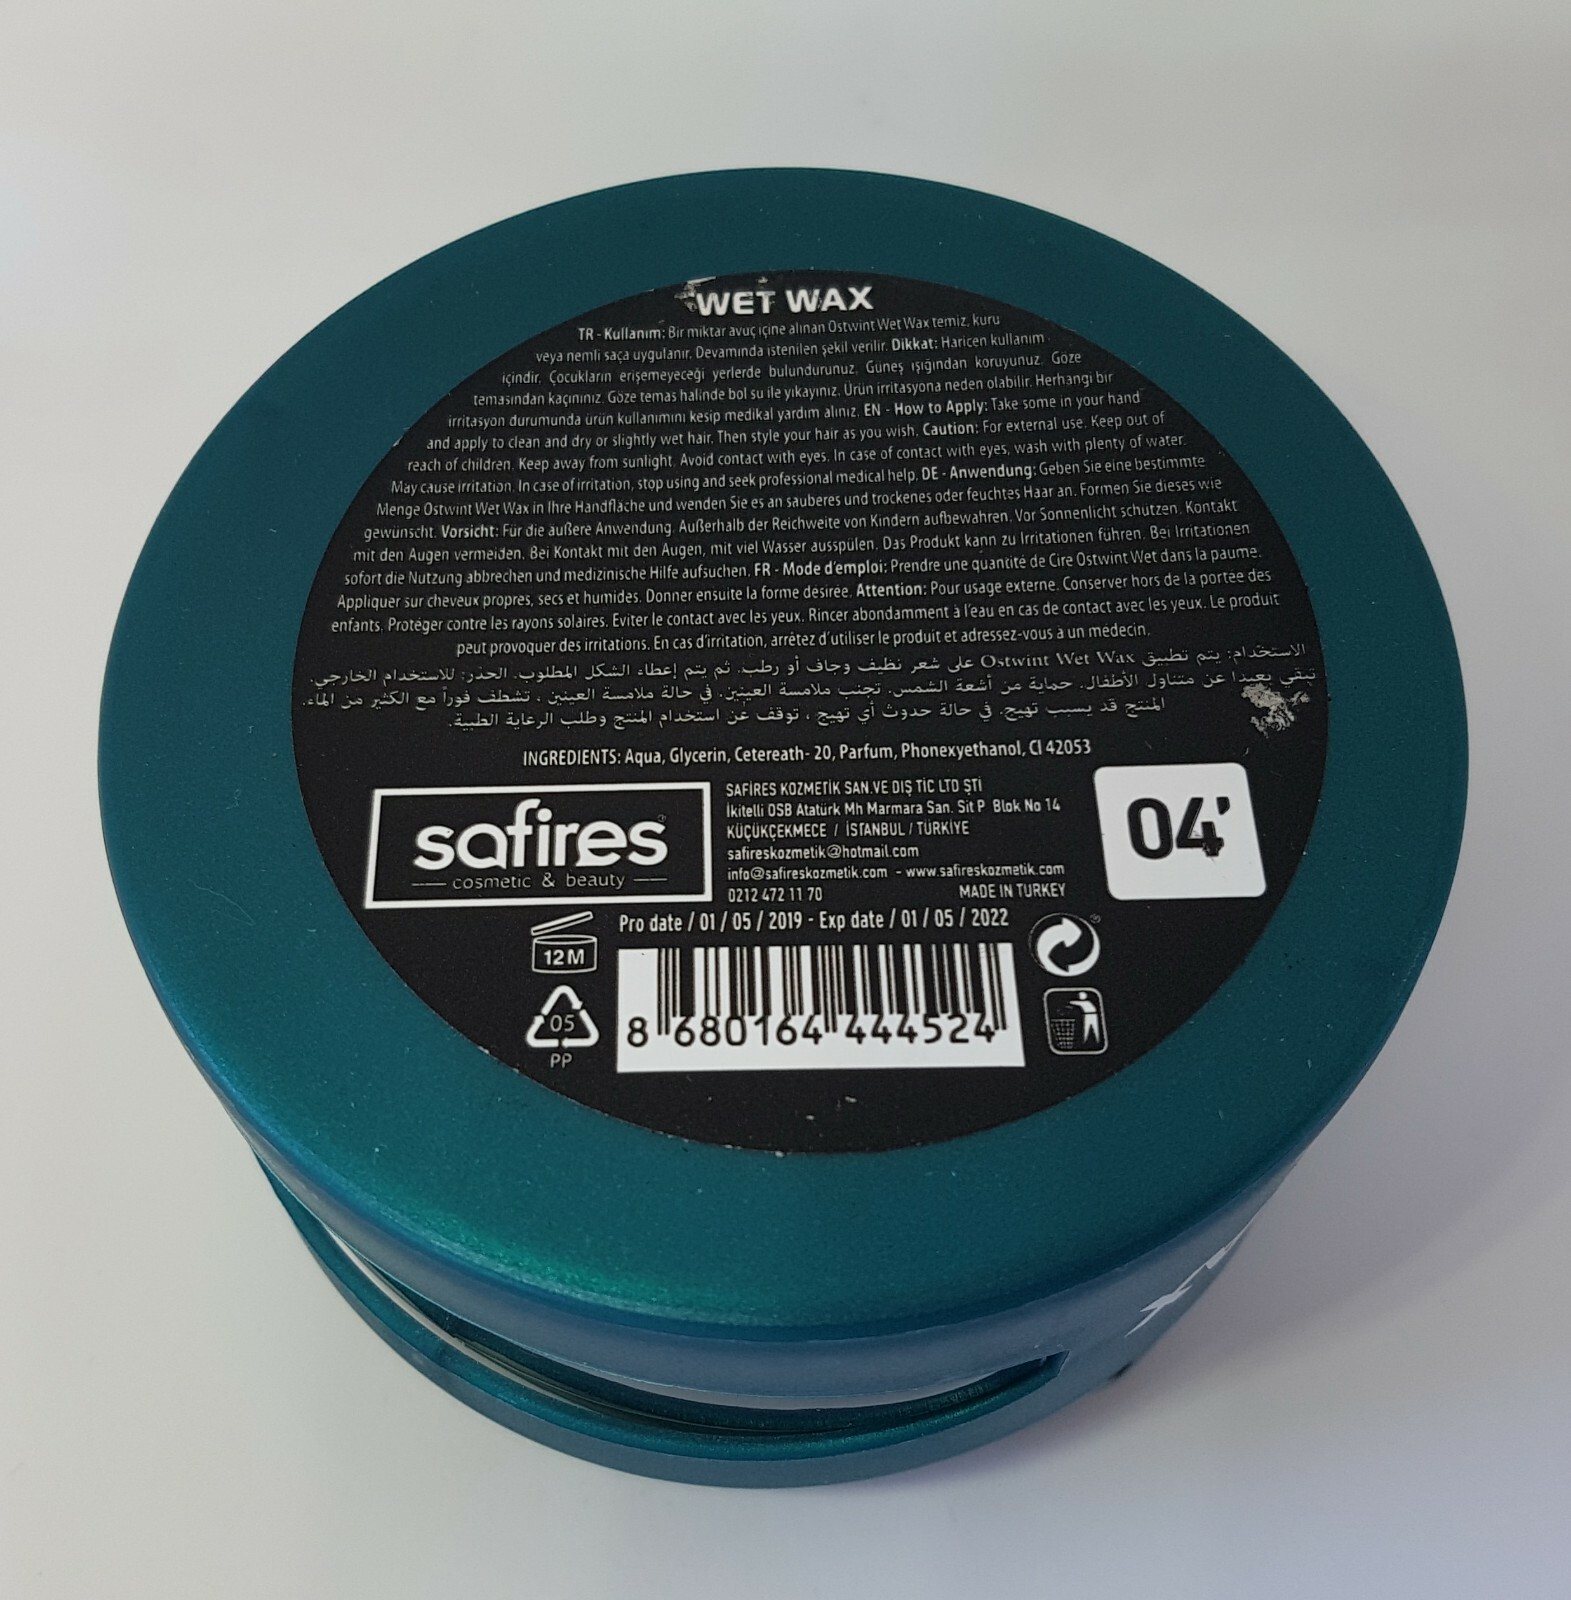 WET WAX
TR - Kullanım: Bir miktar avuç içine alınan Ostwint Wet Wax temiz, kuru
veya nemli saça uygulanır. Devamında istenilen şekil verilir. Dikkat: Haricen kullanım
içindir. Çocukların erişemeyeceği yerlerde bulundurunuz. Güneş ışığından koruyunuz. Göze
temasından kaçınınız. Göze temas halinde bol su ile yıkayınız. Ürün irritasyona neden olabilir. Herhangi bir
irritasyon durumunda ürün kullanımını kesip medikal yardım alınız. EN - How to Apply: Take some in your hand
and apply to clean and dry or slightly wet hair. Then style your hair as you wish. Caution: For external use. Keep out of
reach of children. Keep away from sunlight. Avoid contact with eyes. In case of contact with eyes, wash with plenty of water.
May cause irritation. In case of irritation, stop using and seek professional medical help. DE - Anwendung: Geben Sie eine bestimmte
Menge Ostwint Wet Wax in Ihre Handfläche und wenden Sie es an sauberes und trockenes oder feuchtes Haar an. Formen Sie dieses wie
gewünscht. Vorsicht: Für die äußere Anwendung. Außerhalb der Reichweite von Kindern aufbewahren. Vor Sonnenlicht schützen. Kontakt
mit den Augen vermeiden. Bei Kontakt mit den Augen, mit viel Wasser ausspülen. Das Produkt kann zu Irritationen führen. Bei Irritationen
sofort die Nutzung abbrechen und medizinische Hilfe aufsuchen. FR - Mode d'emploi: Prendre une quantité de Cire Ostwint Wet dans la paume.
Appliquer sur cheveux propres, secs et humides. Donner ensuite la forme désirée. Attention: Pour usage externe. Conserver hors de la portée des
enfants. Protéger contre les rayons solaires. Eviter le contact avec les yeux. Rincer abondamment à l'eau en cas de contact avec les yeux. Le produit
peut provoquer des irritations. En cas d'irritation, arrêtez d'utiliser le produit et adressez-vous à un médecin.
الاستخدام: يتم تطبيق Ostwint Wet Wax على شعر نظيف وجاف أو رطب. ثم يتم إعطاء الشكل المطلوب. الحذر: للاستخدام الخارجي.
تبقي بعيدا عن متناول الأطفال. حماية من أشعة الشمس. تجنب ملامسة العينين. في حالة ملامسة العينين ، تشطف فوراً مع الكثير من الماء.
المنتج قد يسبب تهيج. في حالة حدوث أي تهيج ، توقف عن استخدام المنتج وطلب الرعاية الطبية.
INGREDIENTS: Aqua, Glycerin, Cetereath- 20, Parfum, Phonexyethanol, CI 42053
safires®
cosmetic & beauty
SAFİRES KOZMETİK SAN.VE DIŞ TİC LTD ŞTİ
İkitelli OSB Atatürk Mh Marmara San. Sit P Blok No 14
KÜÇÜKÇEKMECE / İSTANBUL / TÜRKİYE
safireskozmetik@hotmail.com
info@safireskozmetik.com - www.safireskozmetik.com
0212 472 11 70 MADE IN TURKEY
04'
Pro date / 01 / 05 / 2019 - Exp date / 01 / 05 / 2022
12M
05
PP
8 680164 444524